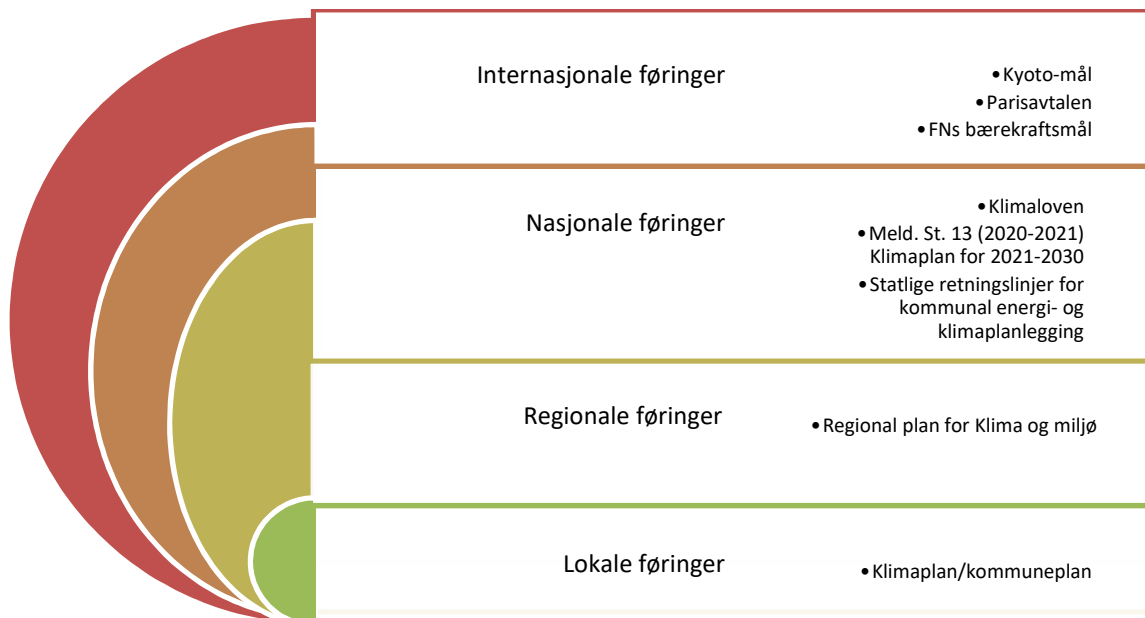 Internasjonale føringer
•Kyoto-mål
•Parisavtalen
•FNs bærekraftsmål
Nasjonale føringer
•Klimaloven
•Meld. St. 13 (2020-2021)
Klimaplan for 2021-2030
•Statlige retningslinjer for
kommunal energi- og
klimaplanlegging
Regionale føringer
•Regional plan for Klima og miljø
Lokale føringer
•Klimaplan/kommuneplan